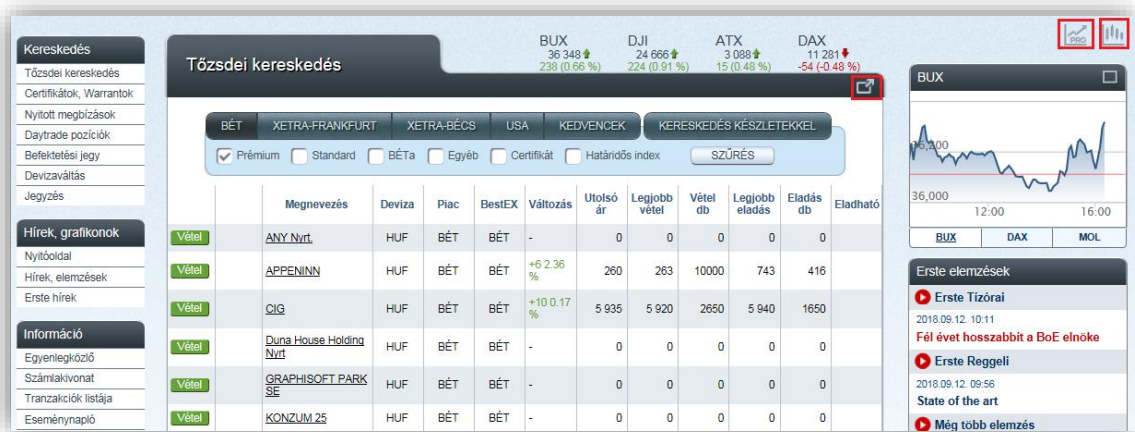 Kereskedés
Tőzsdei kereskedés
Certifikátok, Warrantok
Nyitott megbízások
Daytrade pozíciók
Befektetési jegy
Devizaváltás
Jegyzés
Hírek, grafikonok
Nyitóoldal
Hírek, elemzések
Erste hírek
Információ
Egyenlegközlő
Számlakivonat
Tranzakciók listája
Eseménynapló
Tőzsdei kereskedés
BUX DJI ATX DAX
36 348 24 666 3 088 11 281
238 (0.66 %) 224 (0.91 %) 15 (0.48 %) -54 (-0.48 %)
BÉT XETRA-FRANKFURT XETRA-BÉCS USA KEDVENCEK KERESKEDÉS KÉSZLETEKKEL
Prémium Standard BÉTa Egyéb Certifikát Határidős index SZŰRÉS
Megnevezés Deviza Piac BestEX Változás Utolsó ár Legjobb vétel Vétel db Legjobb eladás Eladás db Eladható
Vétel ANY Nyrt. HUF BÉT BÉT - 0 0 0 0 0
Vétel APPENINN HUF BÉT BÉT +6 2.36 % 260 263 10000 743 416
Vétel CIG HUF BÉT BÉT +10 0.17 % 5 935 5 920 2650 5 940 1650
Vétel Duna House Holding Nyrt HUF BÉT BÉT - 0 0 0 0 0
Vétel GRAPHISOFT PARK SE HUF BÉT BÉT - 0 0 0 0 0
Vétel KONZUM 25 HUF BÉT BÉT - 0 0 0 0 0
PRO
BUX
36,200
36,000
12:00 16:00
BUX DAX MOL
Erste elemzések
Erste Tízórai
2018.09.12. 10:11
Fél évet hosszabbít a BoE elnöke
Erste Reggeli
2018.09.12. 09:56
State of the art
Még több elemzés